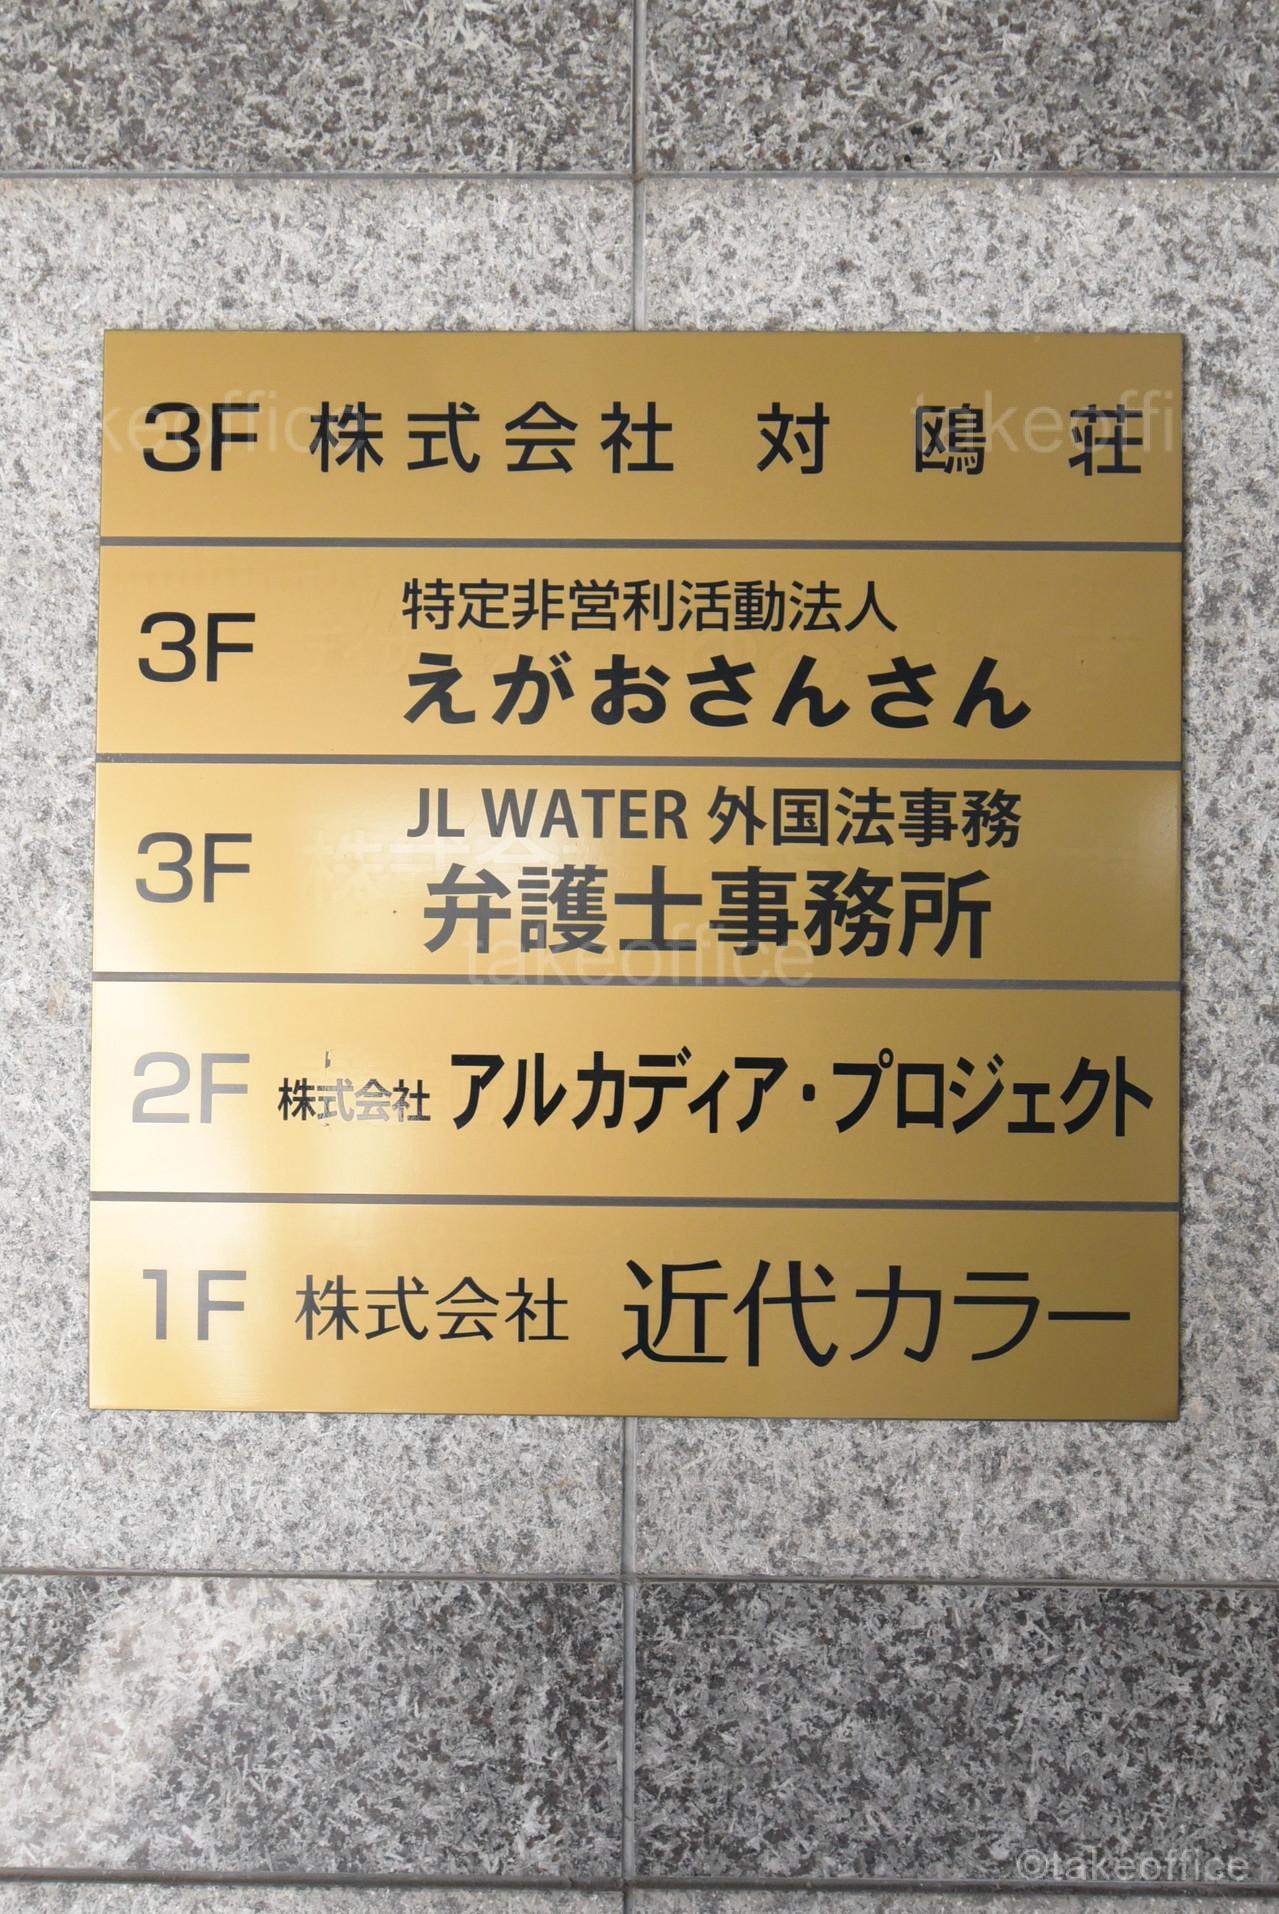 3F 株式会社 対鴎荘
特定非営利活動法人
3F えがおさんさん
JL WATER 外国法事務
3F 弁護士事務所
2F 株式会社 アルカディア・プロジェクト
1F 株式会社 近代カラー
takeoffice
©takeoffice